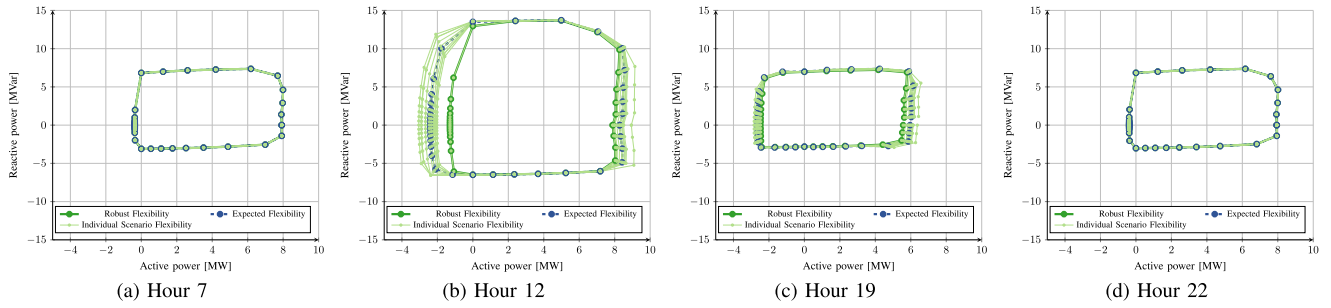 15
10
5
0
−5
−10
−15
−4
−2
0
2
4
6
8
10
Reactive power [MVar]
Active power [MW]
Robust Flexibility
Expected Flexibility
Individual Scenario Flexibility
(a) Hour 7
15
10
5
0
−5
−10
−15
−4
−2
0
2
4
6
8
10
Reactive power [MVar]
Active power [MW]
Robust Flexibility
Expected Flexibility
Individual Scenario Flexibility
(b) Hour 12
15
10
5
0
−5
−10
−15
−4
−2
0
2
4
6
8
10
Reactive power [MVar]
Active power [MW]
Robust Flexibility
Expected Flexibility
Individual Scenario Flexibility
(c) Hour 19
15
10
5
0
−5
−10
−15
−4
−2
0
2
4
6
8
10
Reactive power [MVar]
Active power [MW]
Robust Flexibility
Expected Flexibility
Individual Scenario Flexibility
(d) Hour 22